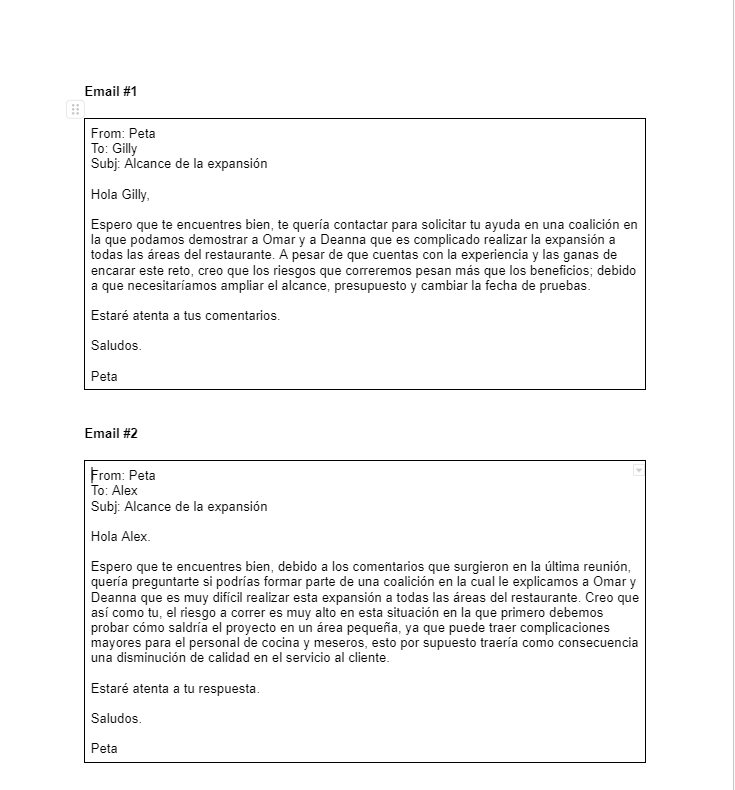 Email #1
From: Peta
To: Gilly
Subj: Alcance de la expansión
Hola Gilly,
Espero que te encuentres bien, te quería contactar para solicitar tu ayuda en una coalición en
la que podamos demostrar a Omar y a Deanna que es complicado realizar la expansión a
todas las áreas del restaurante. A pesar de que cuentas con la experiencia y las ganas de
encarar este reto, creo que los riesgos que correremos pesan más que los beneficios; debido
a que necesitaríamos ampliar el alcance, presupuesto y cambiar la fecha de pruebas.
Estaré atenta a tus comentarios.
Saludos.
Peta
Email #2
From: Peta
To: Alex
Subj: Alcance de la expansión
Hola Alex.
Espero que te encuentres bien, debido a los comentarios que surgieron en la última reunión,
quería preguntarte si podrías formar parte de una coalición en la cual le explicamos a Omar y
Deanna que es muy difícil realizar esta expansión a todas las áreas del restaurante. Creo que
así como tu, el riesgo a correr es muy alto en esta situación en la que primero debemos
probar cómo saldría el proyecto en un área pequeña, ya que puede traer complicaciones
mayores para el personal de cocina y meseros, esto por supuesto traería como consecuencia
una disminución de calidad en el servicio al cliente.
Estaré atenta a tu respuesta.
Saludos.
Peta